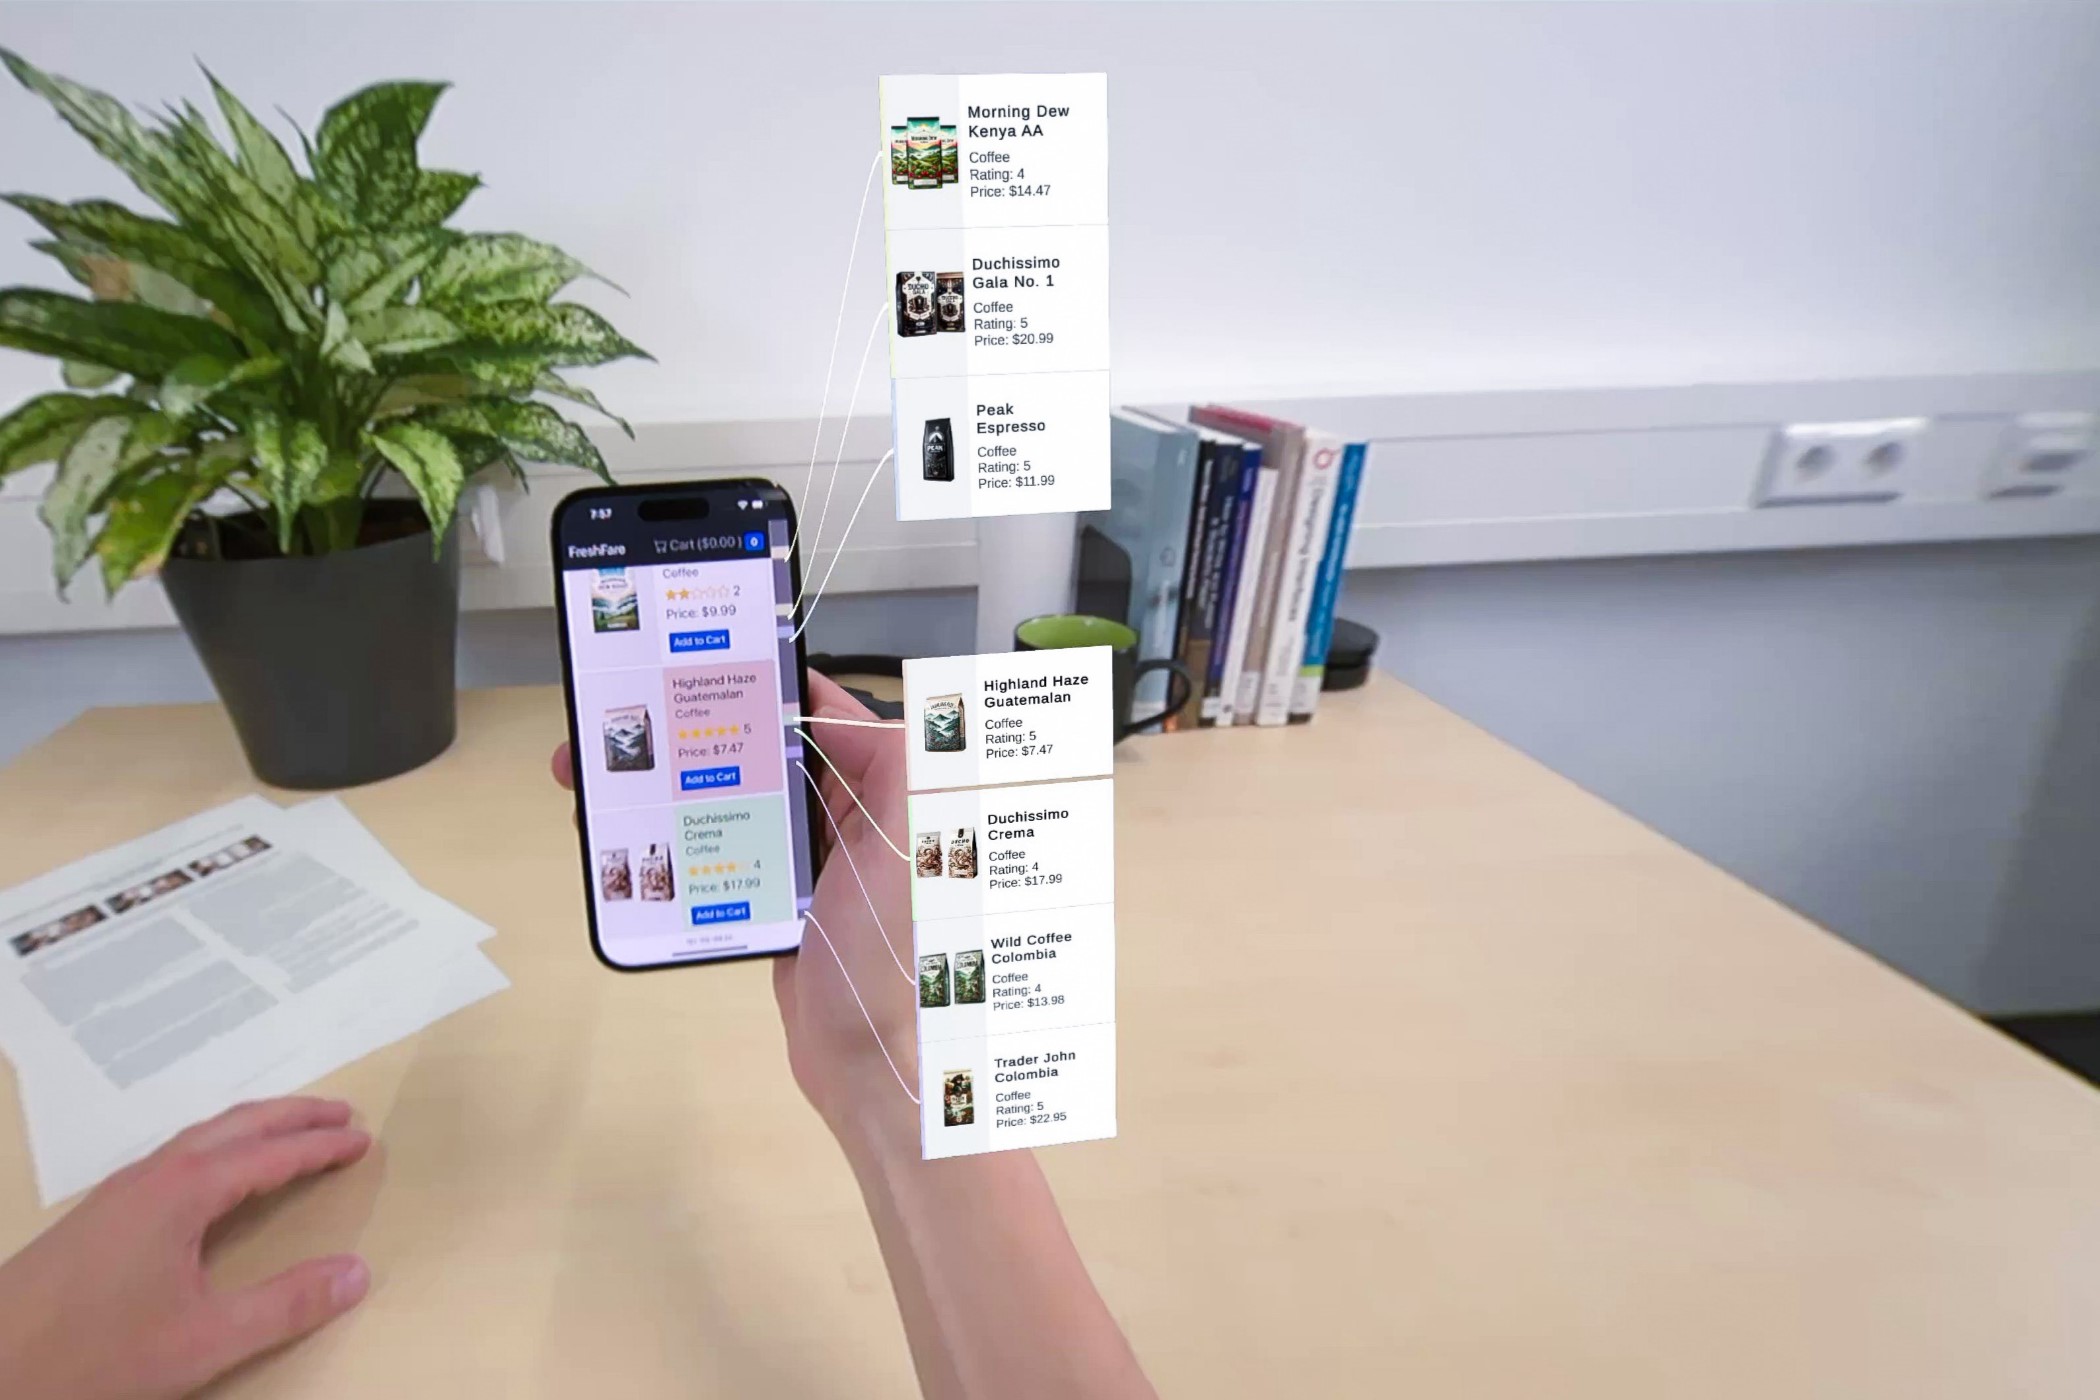 Morning Dew
Kenya AA
Coffee
Rating: 4
Price: $14.47
Duchissimo
Gala No. 1
Coffee
Rating: 5
Price: $20.99
Peak
Espresso
Coffee
Rating: 5
Price: $11.99
7:57
FreshFare
Cart ($0.00) 0
Coffee
2
Price: $9.99
Add to Cart
Highland Haze
Guatemalan
Coffee
5
Price: $7.47
Add to Cart
Duchissimo
Crema
Coffee
4
Price: $17.99
Add to Cart
Highland Haze
Guatemalan
Coffee
Rating: 5
Price: $7.47
Duchissimo
Crema
Coffee
Rating: 4
Price: $17.99
Wild Coffee
Colombia
Coffee
Rating: 4
Price: $13.98
Trader John
Colombia
Coffee
Rating: 5
Price: $22.95